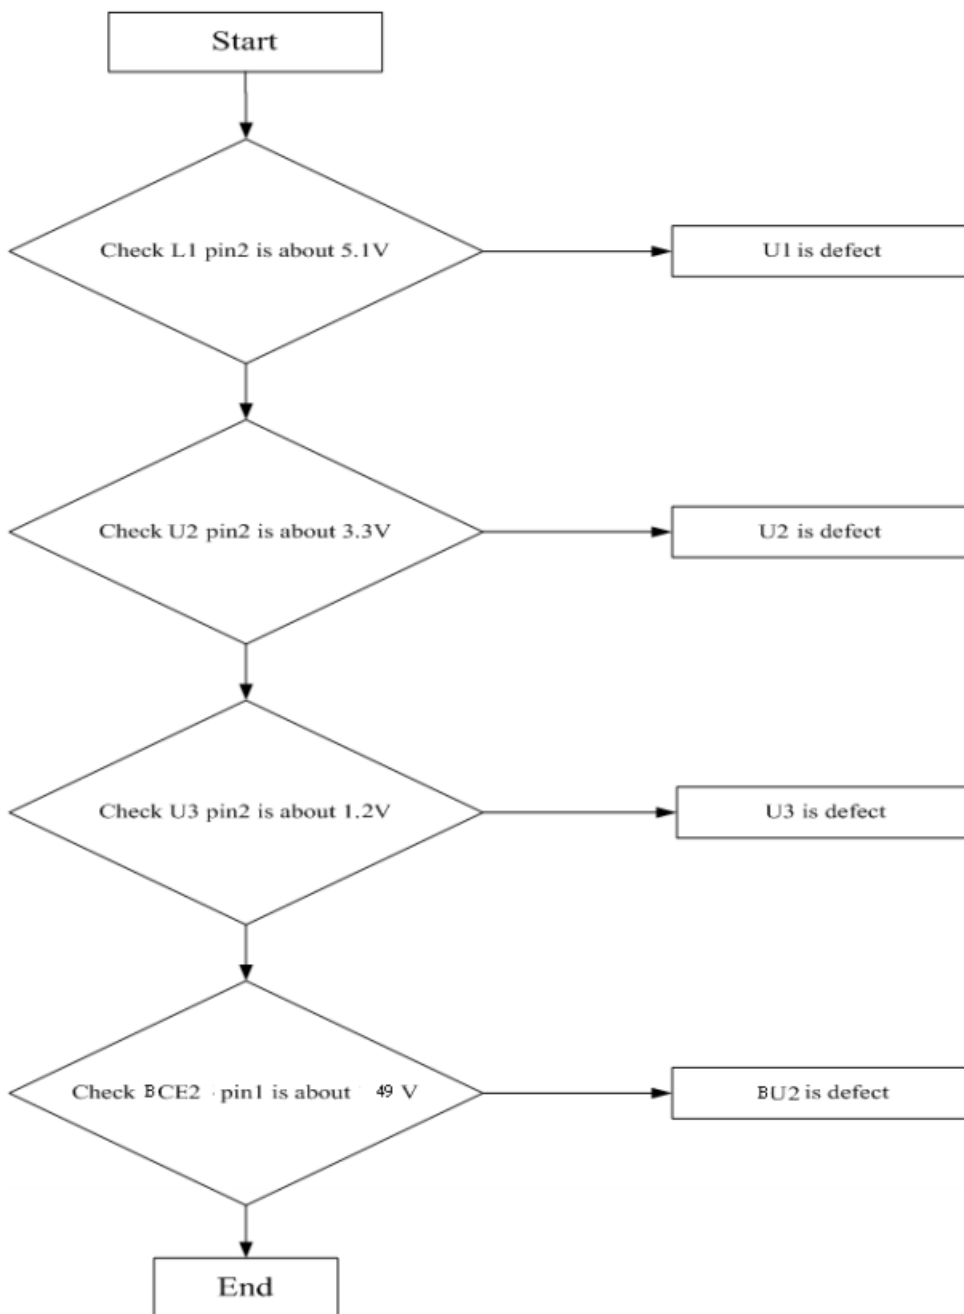 Start
Check L1 pin2 is about 5.1V
U1 is defect
Check U2 pin2 is about 3.3V
U2 is defect
Check U3 pin2 is about 1.2V
U3 is defect
Check BCE2 pin1 is about 49 V
BU2 is defect
End